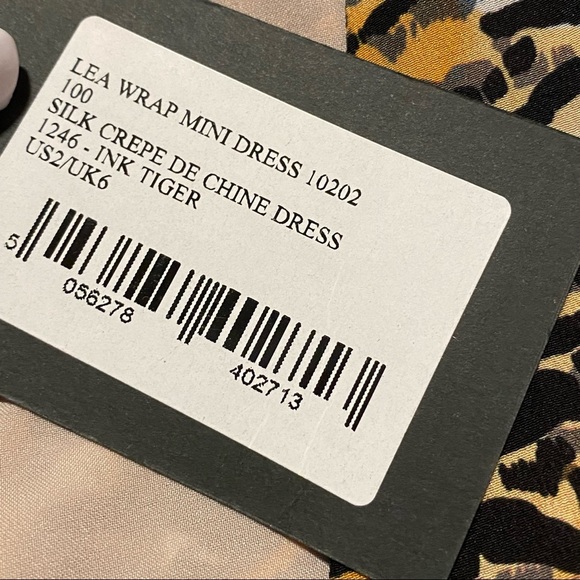 LEA WRAP MINI DRESS 10202
100
SILK CREPE DE CHINE DRESS
1246 - INK TIGER
US2/UK6
5 056278 402713